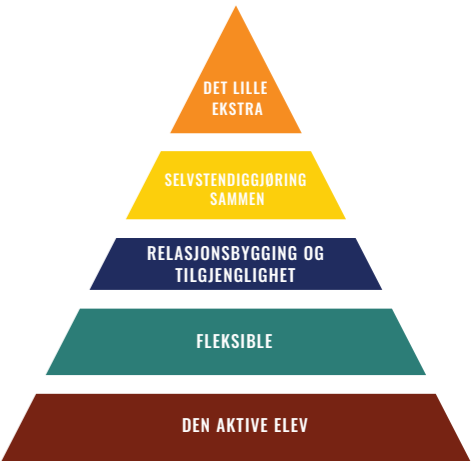 DET LILLE
EKSTRA
SELVSTENDIGGJØRING
SAMMEN
RELASJONSBYGGING OG
TILGJENGLIGHET
FLEKSIBLE
DEN AKTIVE ELEV